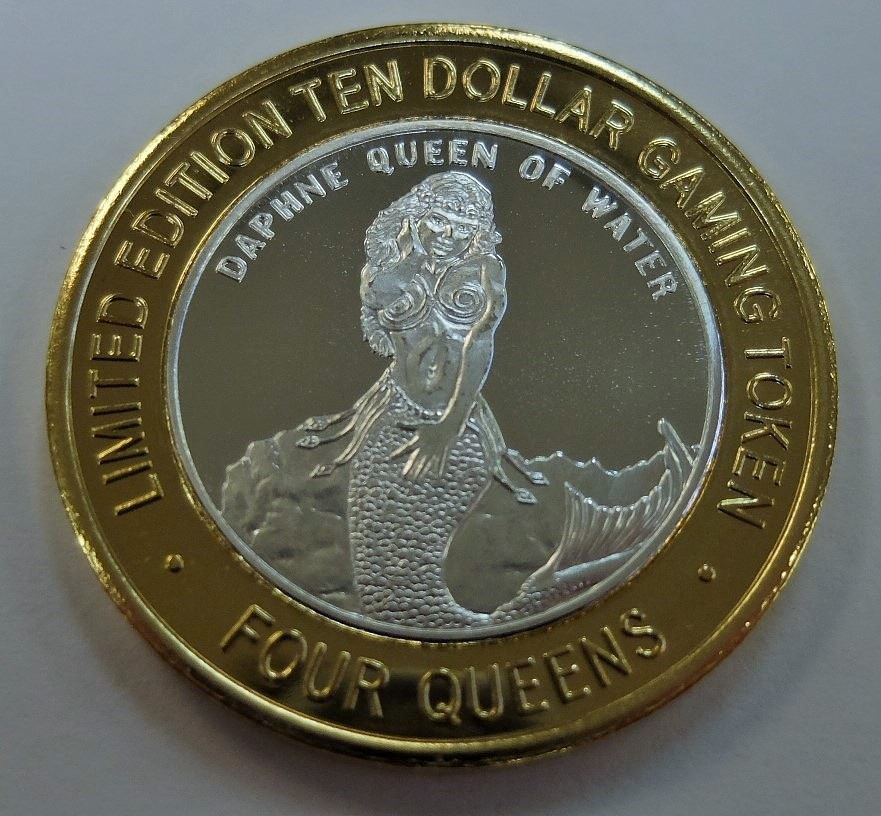 LIMITED EDITION TEN DOLLAR GAMING TOKEN
DAPHNE QUEEN OF WATER
• FOUR QUEENS •